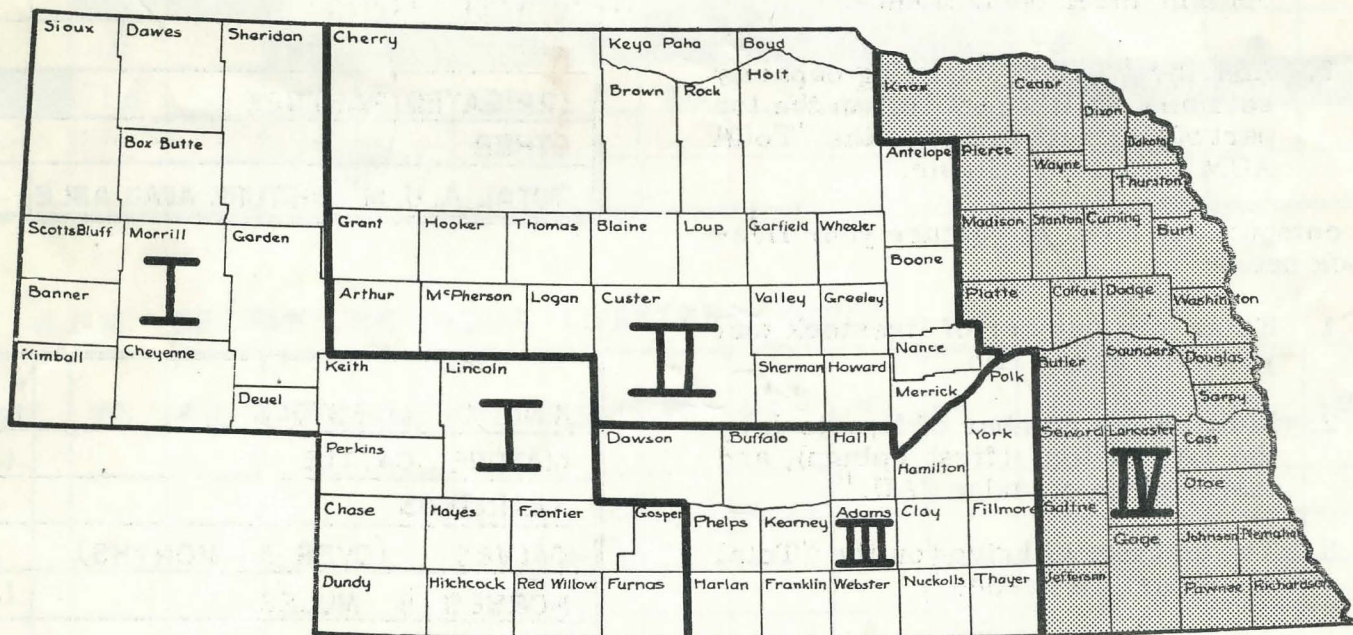 Sioux Dawes Sheridan Cherry Keya Paha Boyd
Holt
Brown Rock Knox Cedar
Dixon
Box Butte Antelope Pierce Dakota
Wayne
Thurston
ScottsBluff Morrill Garden Grant Hooker Thomas Blaine Loup Garfield Wheeler Madison Stanton Cuming Burt
I
Boone
Banner Arthur McPherson Logan Custer Valley Greeley Platte Colfax Dodge
Washington
II
Kimball Cheyenne Nance
Keith Lincoln Sherman Howard Polk Butler Saunders Douglas
Deuel Merrick
Sarpy
I
Perkins Dawson Buffalo Hall York Seward Lancaster Cass
Hamilton
IV
Otoe
Chase Hayes Frontier Gosper Phelps Kearney Adams Clay Fillmore Saline
III
Gage Johnson Nemaha
Dundy Hitchcock Red Willow Furnas Harlan Franklin Webster Nuckolls Thayer Jefferson
Pawnee Richardson